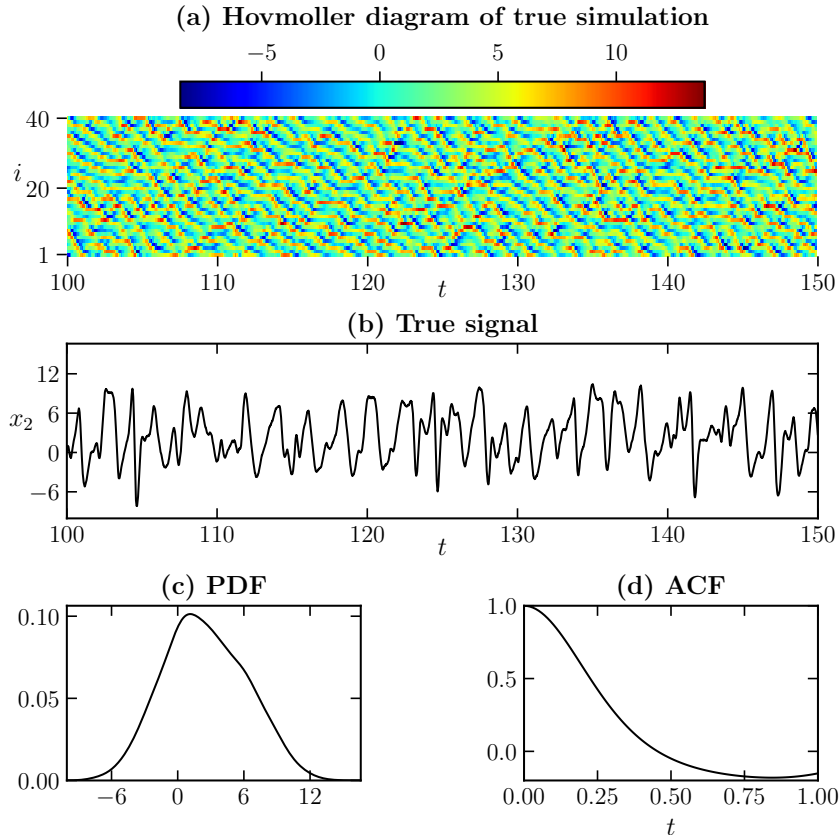 (a) Hovmoller diagram of true simulation
−5 0 5 10
40
i
20
1
100 110 120 130 140 150
t
(b) True signal
12
x₂ 6
0
−6
100 110 120 130 140 150
t
(c) PDF (d) ACF
0.10 1.0
0.05 0.5
0.00 0.0
−6 0 6 12 0.00 0.25 0.50 0.75 1.00
t